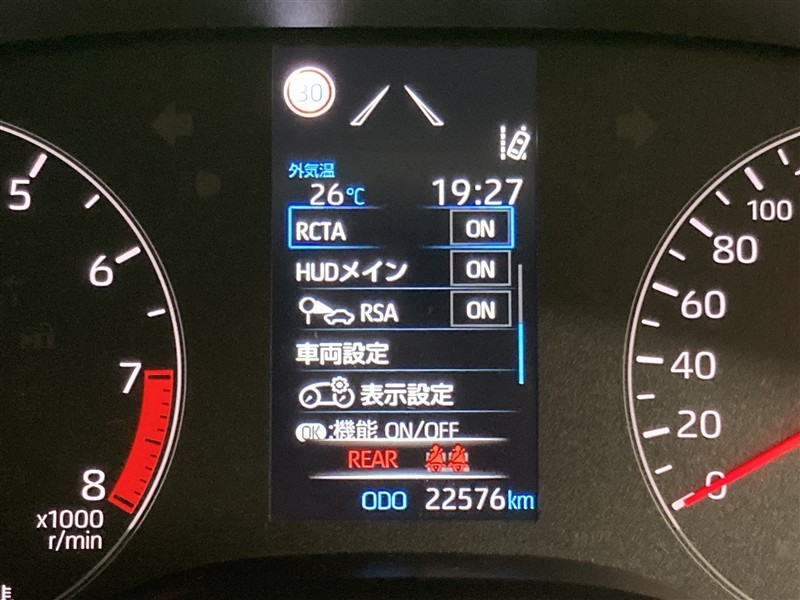 30
外気温
26℃ 19:27
RCTA ON
HUDメイン ON
RSA ON
車両設定
表示設定
OK :機能 ON/OFF
REAR
ODO 22576km
5
6
7
8
x1000
r/min
100
80
60
40
20
0